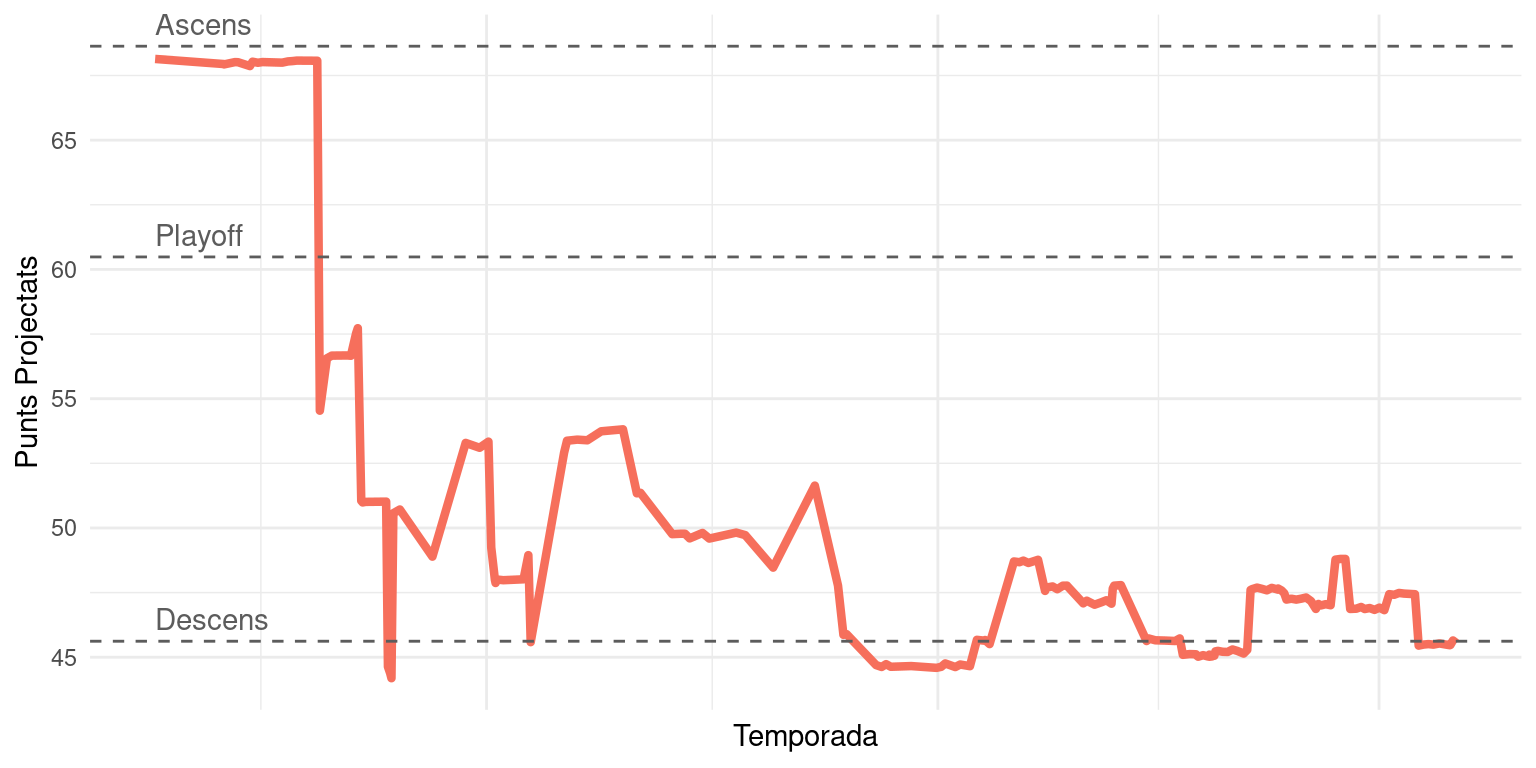 Ascens
65
Playoff
60
55
50
Descens
45
Punts Projectats
Temporada